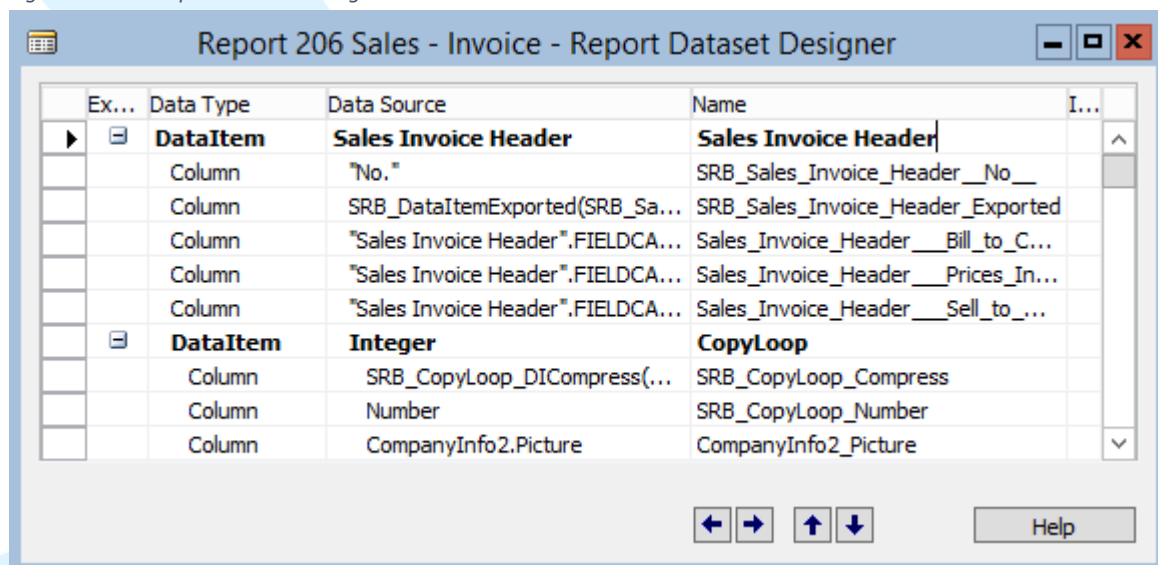 Report 206 Sales - Invoice - Report Dataset Designer
Ex... Data Type Data Source Name I...
DataItem Sales Invoice Header Sales Invoice Header
Column "No." SRB_Sales_Invoice_Header__No__
Column SRB_DataItemExported(SRB_Sa... SRB_Sales_Invoice_Header_Exported
Column "Sales Invoice Header".FIELDCA... Sales_Invoice_Header___Bill_to_C...
Column "Sales Invoice Header".FIELDCA... Sales_Invoice_Header___Prices_In...
Column "Sales Invoice Header".FIELDCA... Sales_Invoice_Header___Sell_to_...
DataItem Integer CopyLoop
Column SRB_CopyLoop_DICompress(... SRB_CopyLoop_Compress
Column Number SRB_CopyLoop_Number
Column CompanyInfo2.Picture CompanyInfo2_Picture
Help